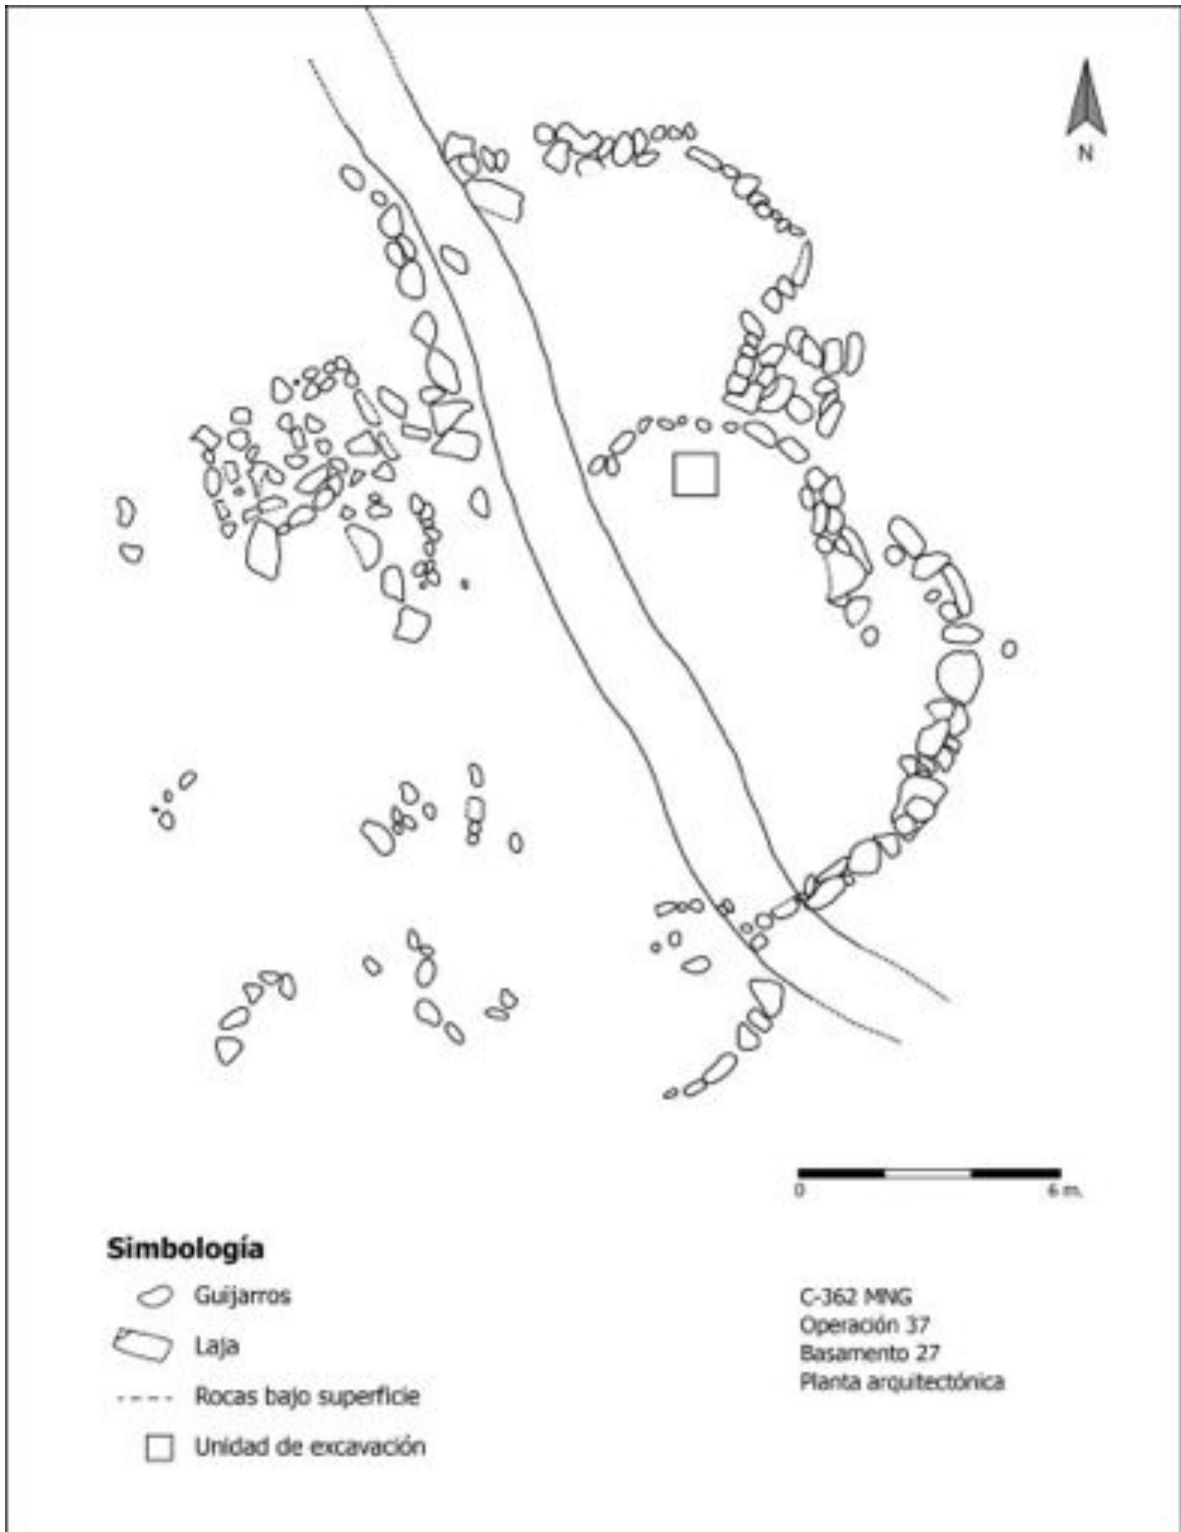 N
0 6 m.
Simbología
Guijarros
Laja
Rocas bajo superficie
Unidad de excavación
C-362 MNG
Operación 37
Basamento 27
Planta arquitectónica